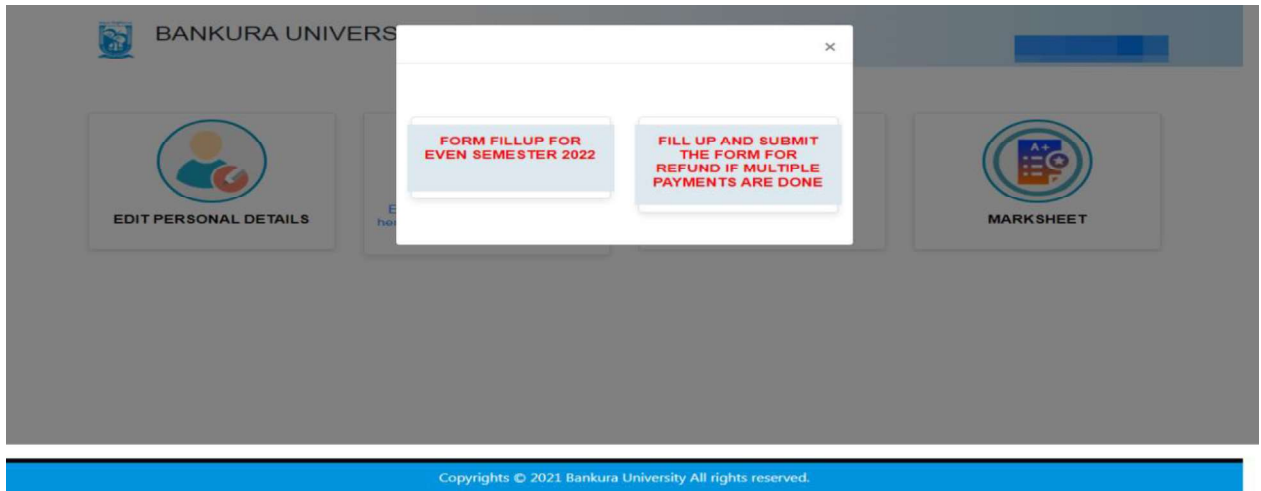 BANKURA UNIVERS
×
FORM FILLUP FOR
EVEN SEMESTER 2022
FILL UP AND SUBMIT
THE FORM FOR
REFUND IF MULTIPLE
PAYMENTS ARE DONE
EDIT PERSONAL DETAILS
A+
MARKSHEET
Copyrights © 2021 Bankura University All rights reserved.